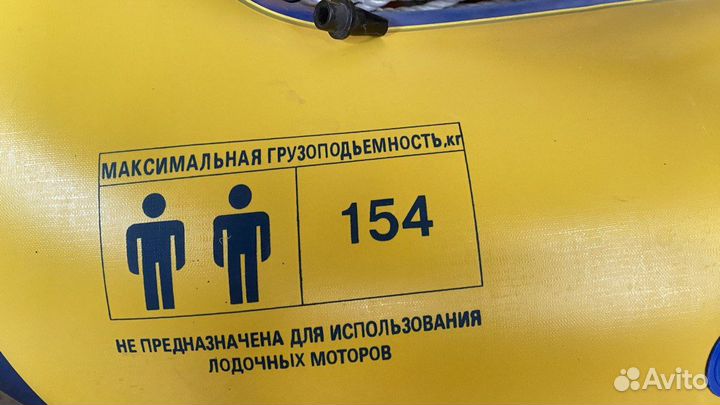 МАКСИМАЛЬНАЯ ГРУЗОПОДЬЕМНОСТЬ,кг
154
НЕ ПРЕДНАЗНАЧЕНА ДЛЯ ИСПОЛЬЗОВАНИЯ
ЛОДОЧНЫХ МОТОРОВ
Avito